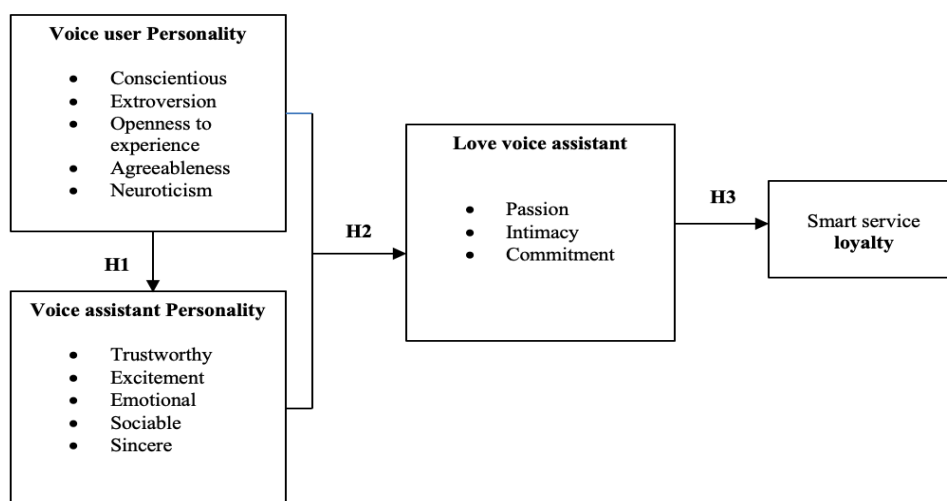 Voice user Personality
• Conscientious
• Extroversion
• Openness to
experience
• Agreeableness
• Neuroticism
H1
Voice assistant Personality
• Trustworthy
• Excitement
• Emotional
• Sociable
• Sincere
H2
Love voice assistant
• Passion
• Intimacy
• Commitment
H3
Smart service
loyalty